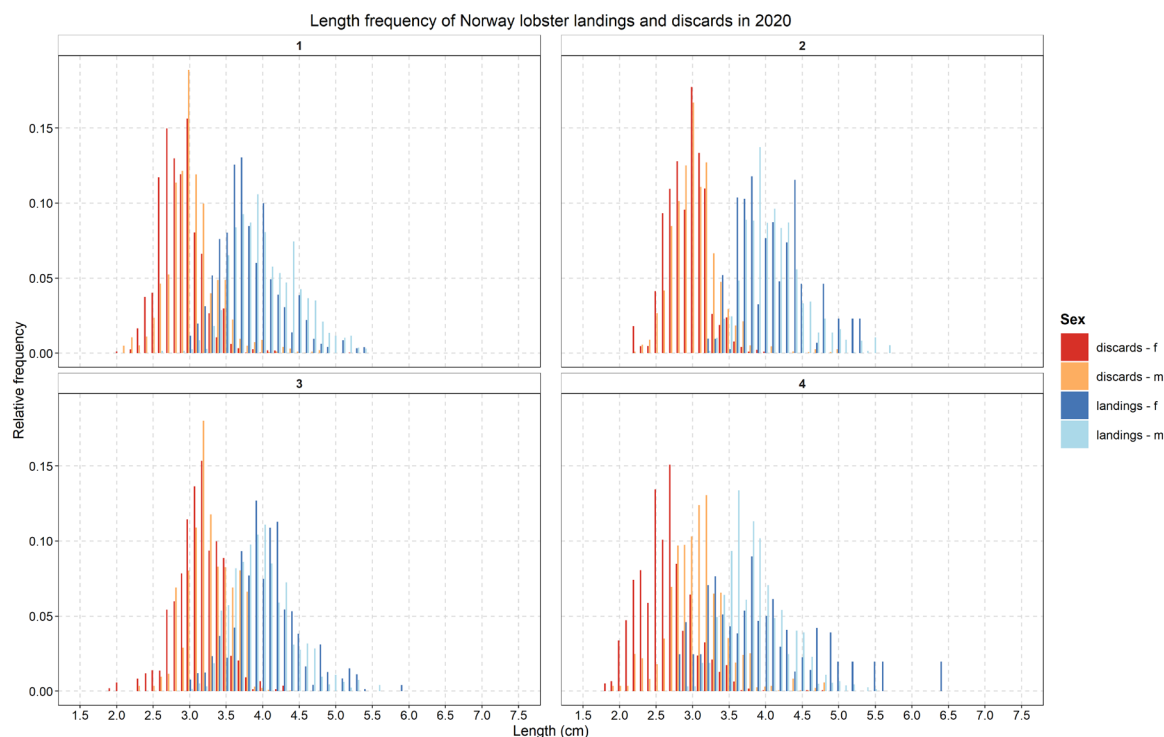 Length frequency of Norway lobster landings and discards in 2020
1
2
0.15
0.10
0.05
0.00
3
4
0.15
0.10
0.05
0.00
Relative frequency
1.5 2.0 2.5 3.0 3.5 4.0 4.5 5.0 5.5 6.0 6.5 7.0 7.5
1.5 2.0 2.5 3.0 3.5 4.0 4.5 5.0 5.5 6.0 6.5 7.0 7.5
Length (cm)
Sex
discards - f
discards - m
landings - f
landings - m